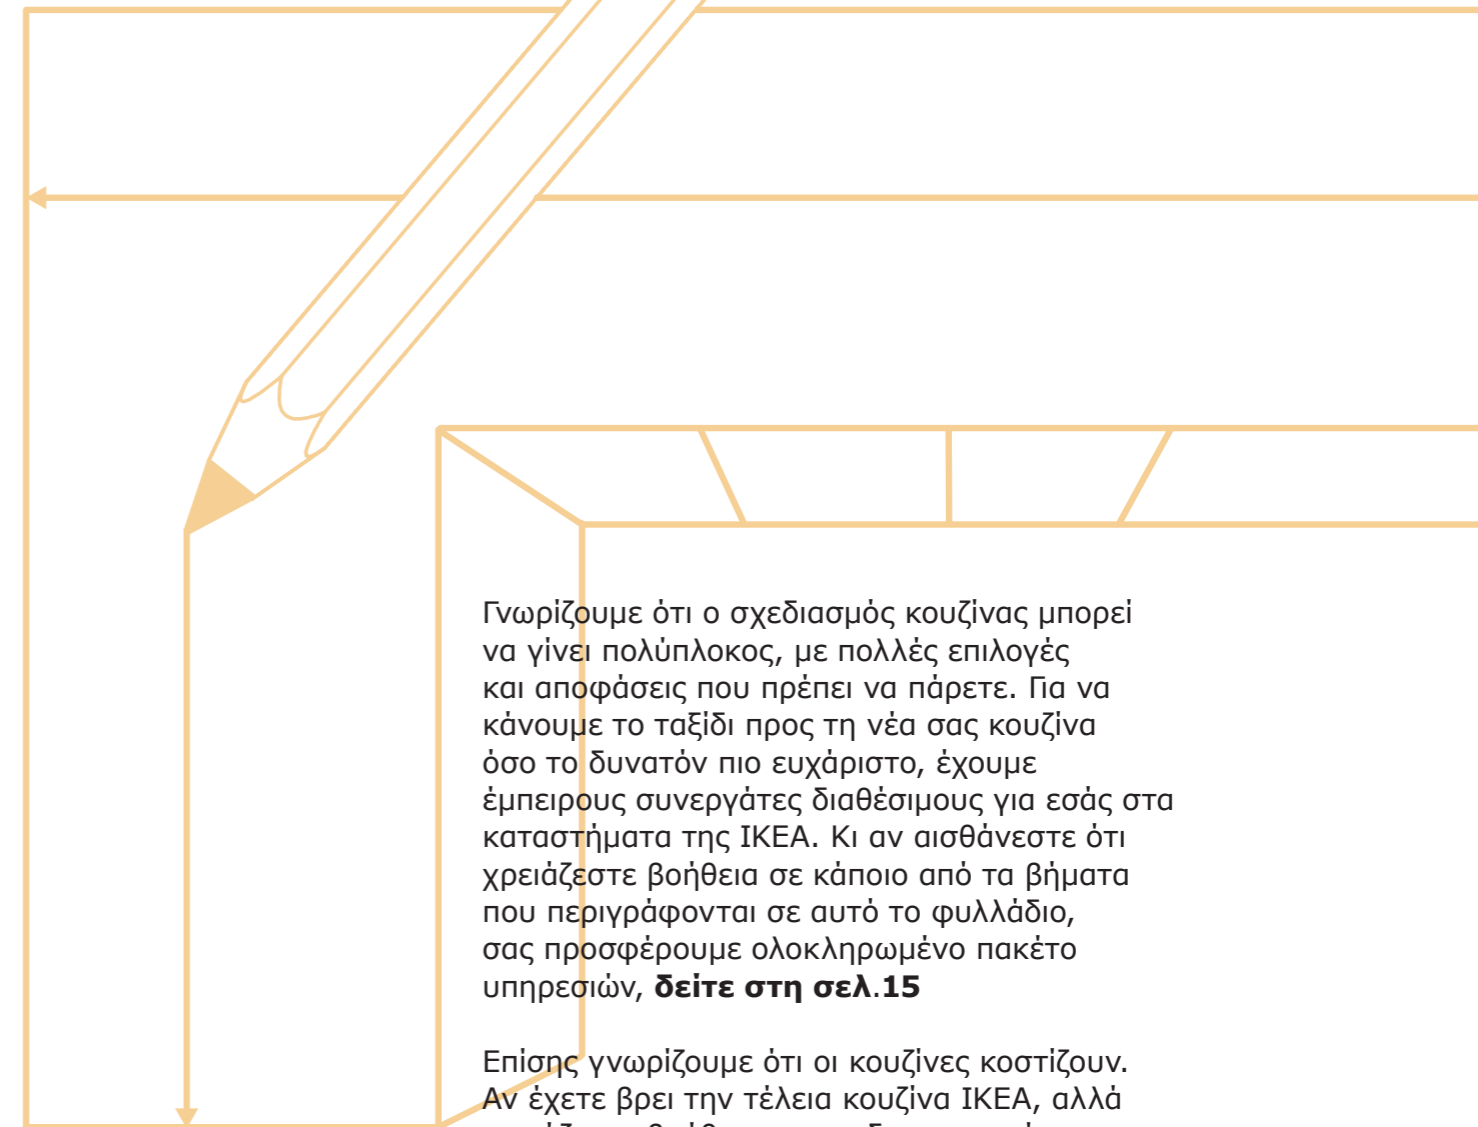 Γνωρίζουμε ότι ο σχεδιασμός κουζίνας μπορεί
να γίνει πολύπλοκος, με πολλές επιλογές
και αποφάσεις που πρέπει να πάρετε. Για να
κάνουμε το ταξίδι προς τη νέα σας κουζίνα
όσο το δυνατόν πιο ευχάριστο, έχουμε
έμπειρους συνεργάτες διαθέσιμους για εσάς στα
καταστήματα της ΙΚΕΑ. Κι αν αισθάνεστε ότι
χρειάζεστε βοήθεια σε κάποιο από τα βήματα
που περιγράφονται σε αυτό το φυλλάδιο,
σας προσφέρουμε ολοκληρωμένο πακέτο
υπηρεσιών, δείτε στη σελ.15
Επίσης γνωρίζουμε ότι οι κουζίνες κοστίζουν.
Αν έχετε βρει την τέλεια κουζίνα ΙΚΕΑ, αλλά